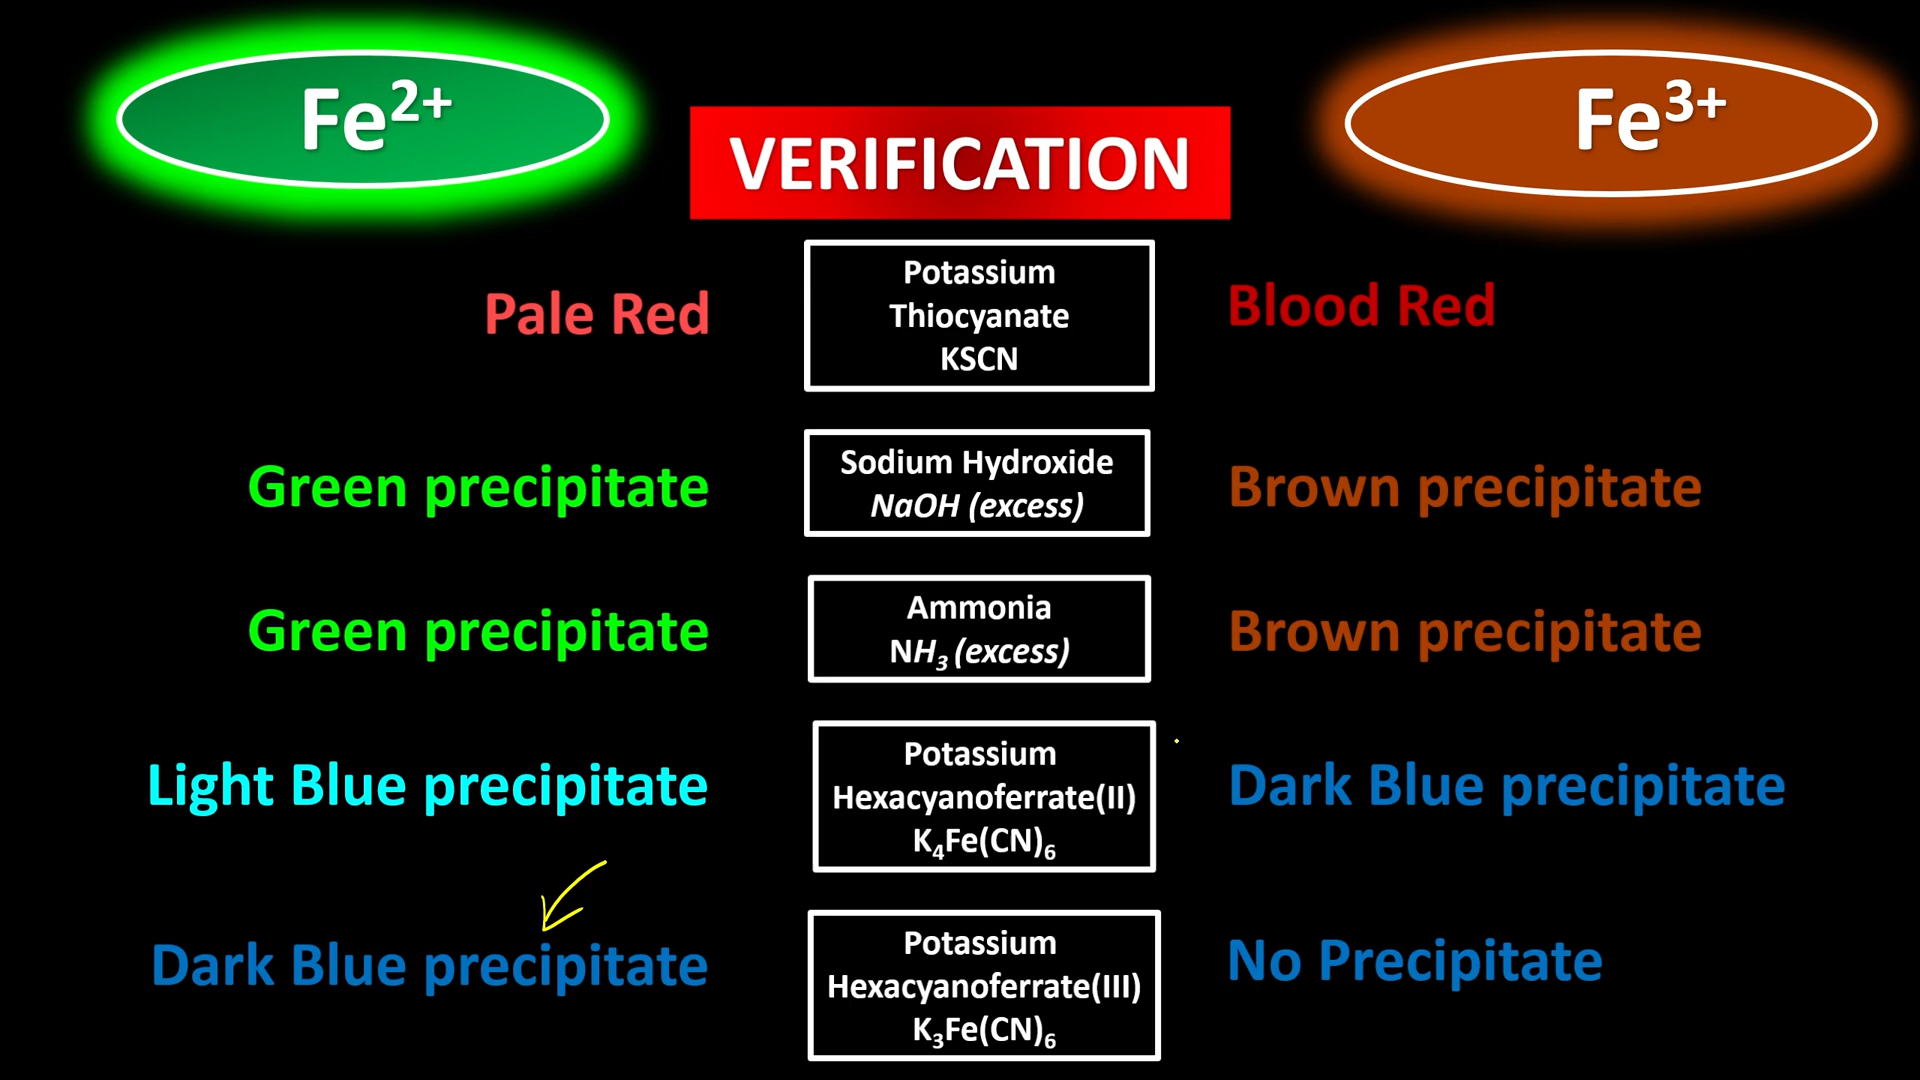 Fe²⁺
VERIFICATION
Fe³⁺
Pale Red
Potassium
Thiocyanate
KSCN
Blood Red
Green precipitate
Sodium Hydroxide
NaOH (excess)
Brown precipitate
Green precipitate
Ammonia
NH₃ (excess)
Brown precipitate
Light Blue precipitate
Potassium
Hexacyanoferrate(II)
K₄Fe(CN)₆
Dark Blue precipitate
Dark Blue precipitate
Potassium
Hexacyanoferrate(III)
K₃Fe(CN)₆
No Precipitate